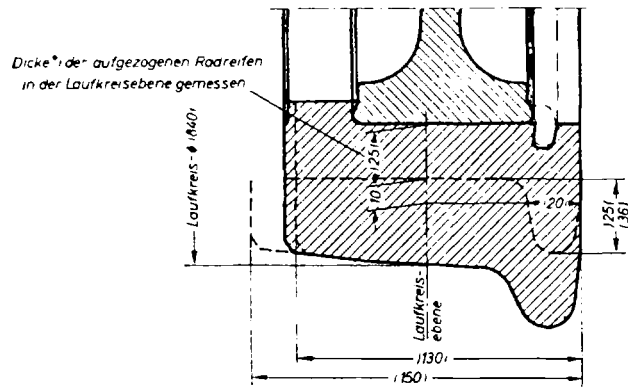 Dicke*) der aufgezogenen Radreifen
in der Laufkreisebene gemessen
Laufkreis-ϕ (840)
(25)
10
20
(25)
(36)
Laufkreis-
ebene
(130)
(150)